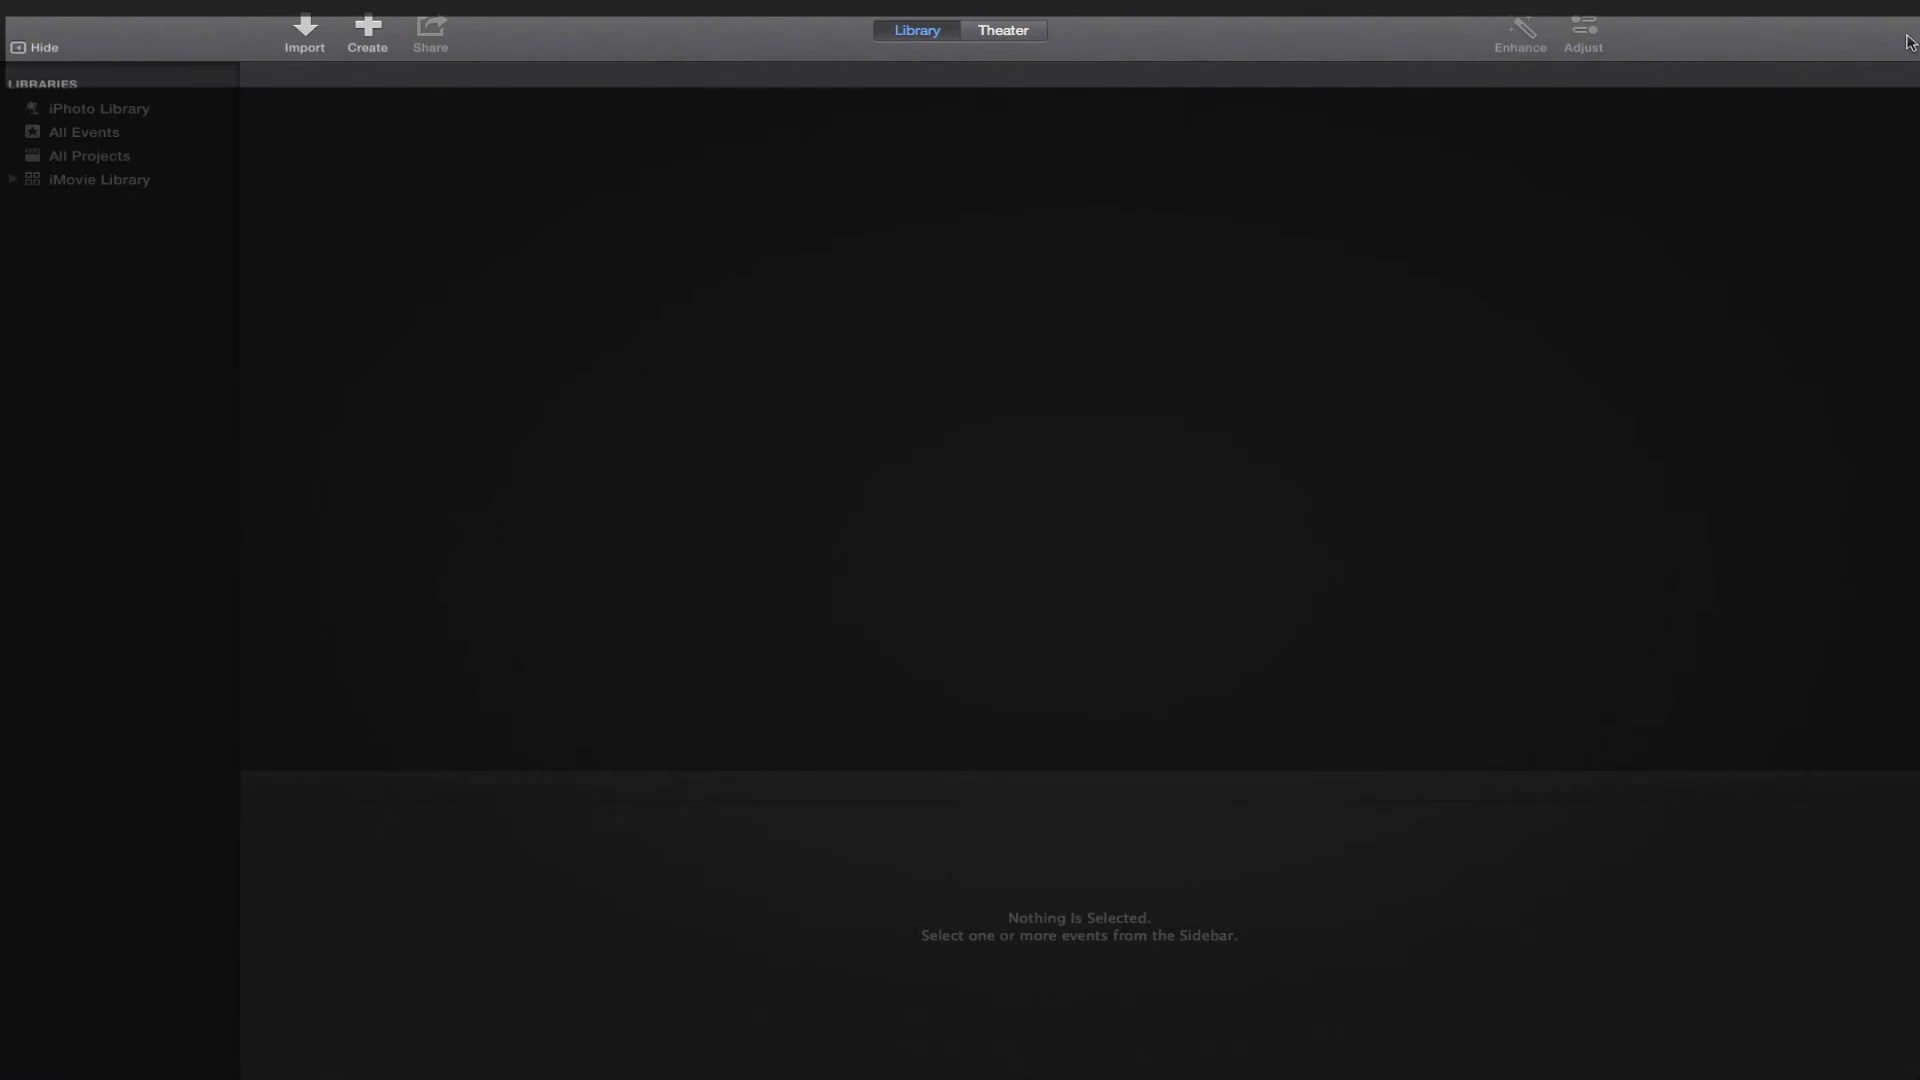 Hide
Import
Create
Share
Library
Theater
Enhance
Adjust
LIBRARIES
iPhoto Library
All Events
All Projects
iMovie Library
Nothing Is Selected.
Select one or more events from the Sidebar.